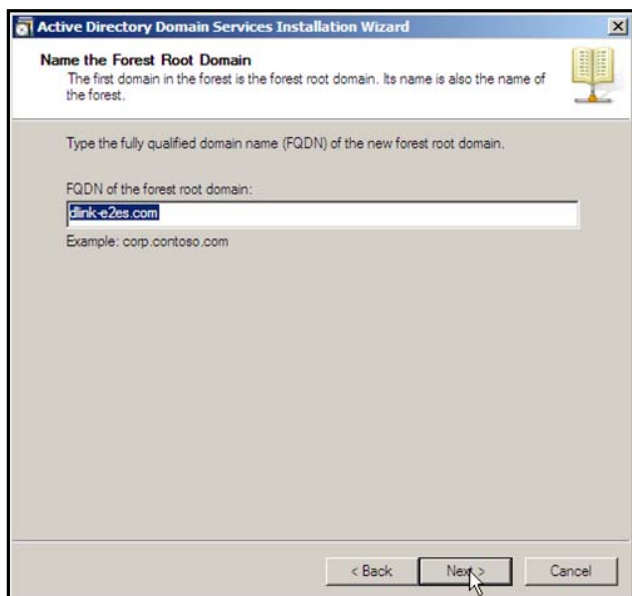 Active Directory Domain Services Installation Wizard
Name the Forest Root Domain
The first domain in the forest is the forest root domain. Its name is also the name of
the forest.
Type the fully qualified domain name (FQDN) of the new forest root domain.
FQDN of the forest root domain:
dlink-e2es.com
Example: corp.contoso.com
< Back Next > Cancel